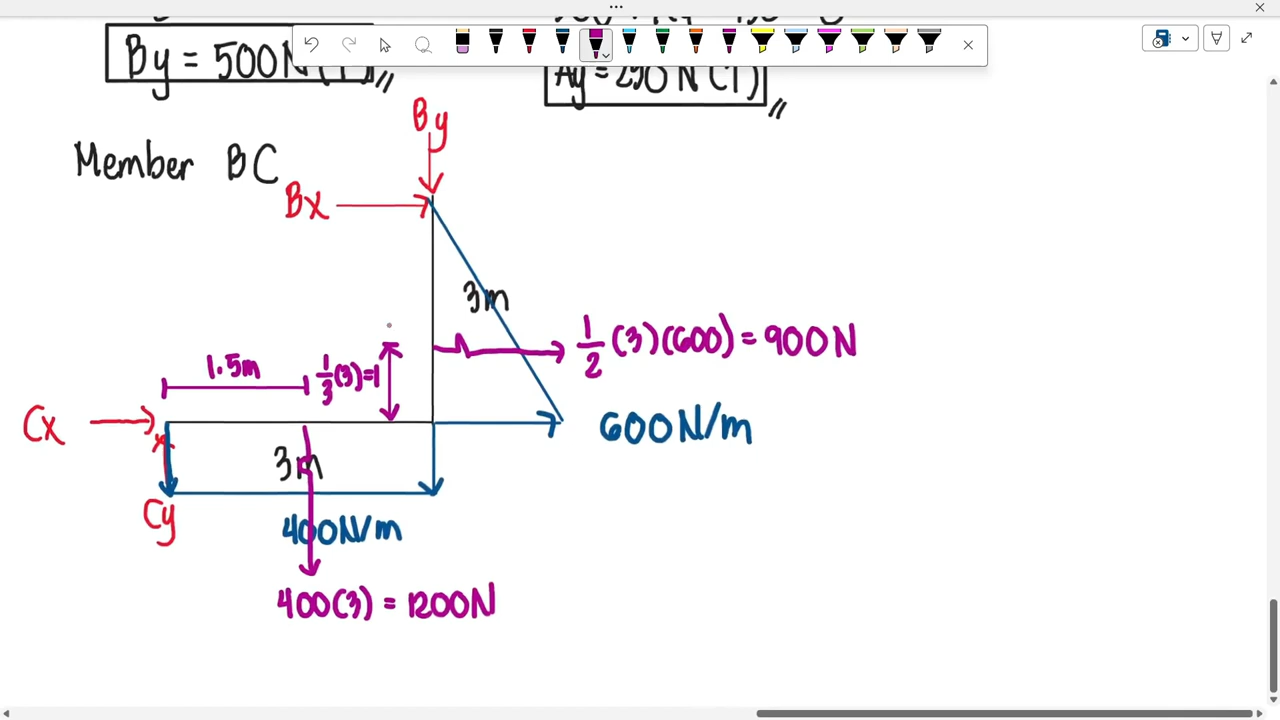 By = 500N
Ay = 250 N (↑)
By
Member BC
Bx
3m
1/2 (3)(600) = 900N
1.5m
1/3 (3) = 1
Cx
600N/m
3m
Cy
400N/m
400(3) = 1200N